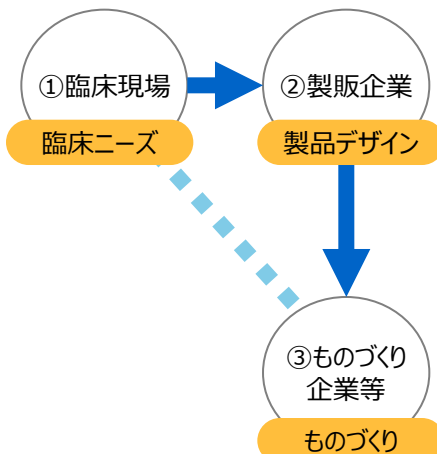 ①臨床現場
臨床ニーズ
②製販企業
製品デザイン
③ものづくり
企業等
ものづくり